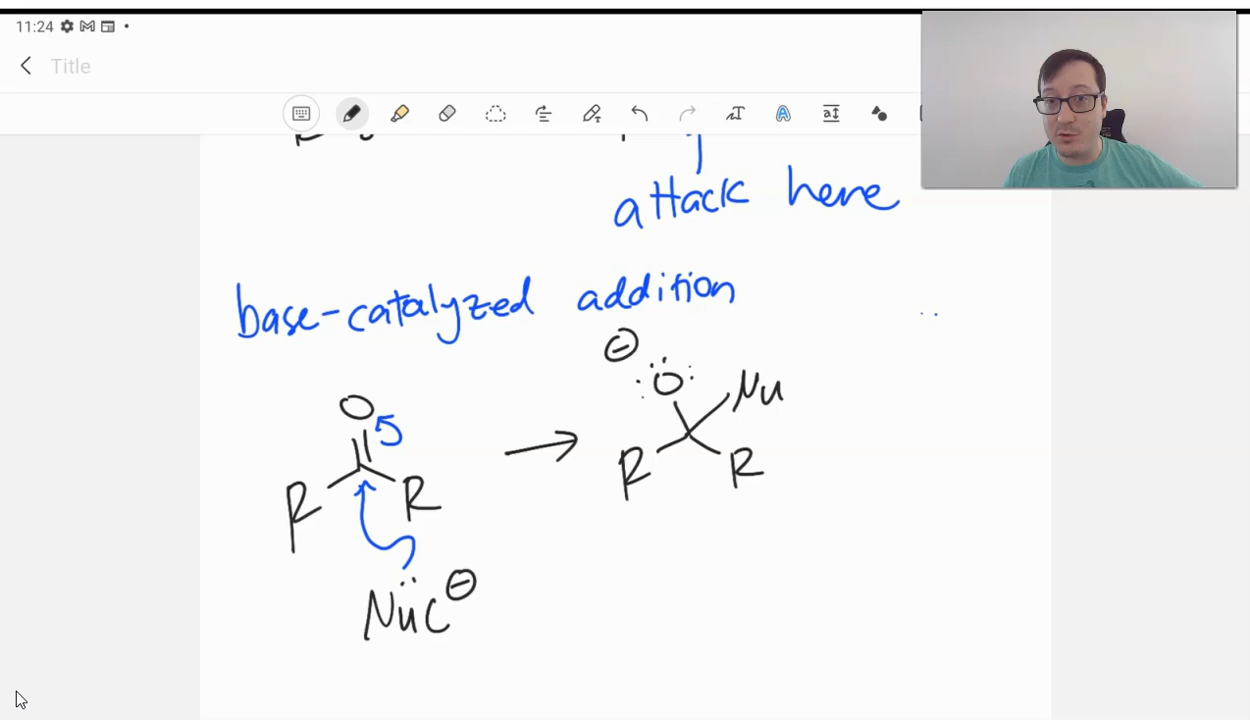 11:24
Title
attack here
base-catalyzed addition
⊖
O Nu
O
R R
R R
Nuc ⊖